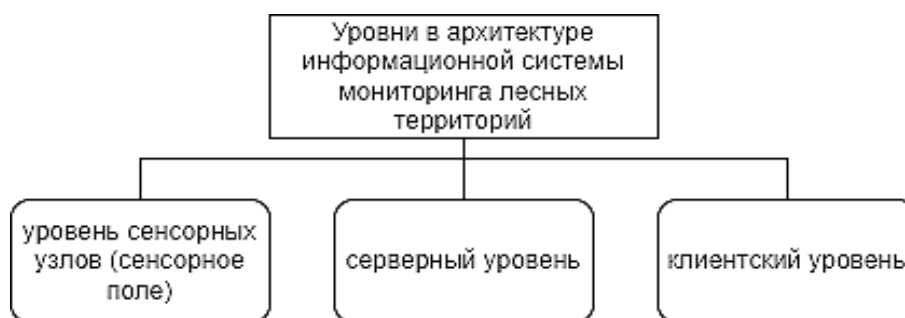 Уровни в архитектуре
информационной системы
мониторинга лесных
территорий
уровень сенсорных
узлов (сенсорное
поле)
серверный уровень
клиентский уровень